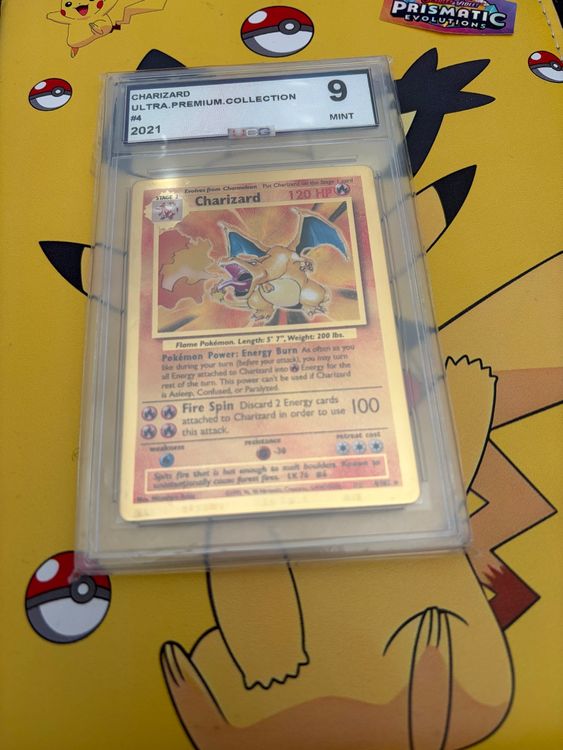 PRISMATIC
EVOLUTIONS
CHARIZARD
ULTRA.PREMIUM.COLLECTION
#4
2021
9
MINT
Evolves from Charmeleon Put Charizard on the Stage 1 card
STAGE 2
Charizard
120 HP
Flame Pokémon. Length: 5' 7", Weight: 200 lbs.
Pokémon Power: Energy Burn As often as you
like during your turn (before your attack), you may turn
all Energy attached to Charizard into Energy for the
rest of the turn. This power can't be used if Charizard
is Asleep, Confused, or Paralyzed.
Fire Spin Discard 2 Energy cards
attached to Charizard in order to use
this attack.
100
weakness
resistance
-30
retreat cost
Spits fire that is hot enough to melt boulders. Known to
unintentionally cause forest fires. LV. 76 #6